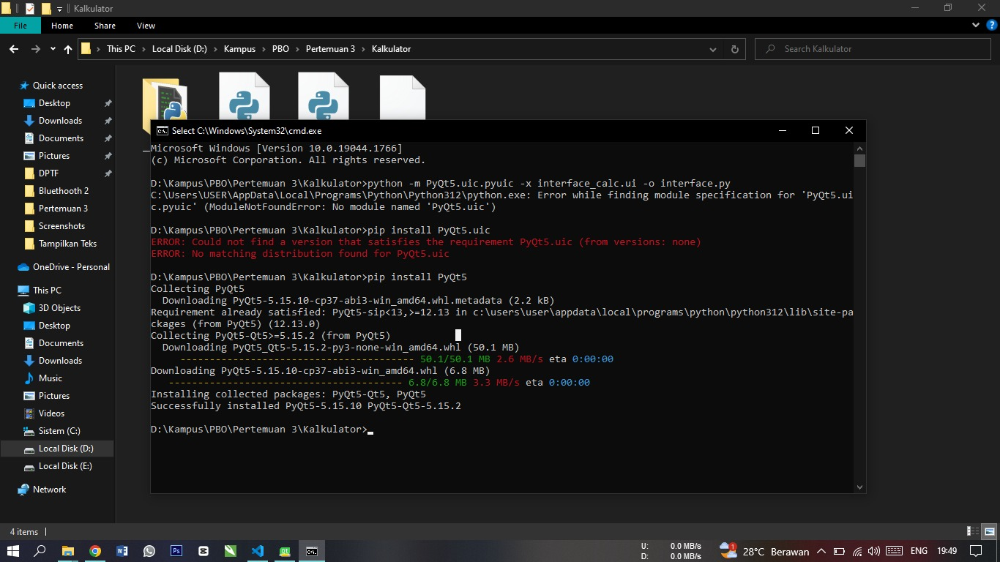 Kalkulator
File Home Share View
This PC Local Disk (D:) Kampus PBO Pertemuan 3 Kalkulator
Search Kalkulator
Quick access
Desktop
Downloads
Documents
Pictures
DPTF
Bluethooth 2
Pertemuan 3
Screenshots
Tampilkan Teks
OneDrive - Personal
This PC
3D Objects
Desktop
Documents
Downloads
Music
Pictures
Videos
Sistem (C:)
Local Disk (D:)
Local Disk (E:)
Network
Select C:\Windows\System32\cmd.exe
Microsoft Windows [Version 10.0.19044.1766]
(c) Microsoft Corporation. All rights reserved.
D:\Kampus\PBO\Pertemuan 3\Kalkulator>python -m PyQt5.uic.pyuic -x interface_calc.ui -o interface.py
C:\Users\USER\AppData\Local\Programs\Python\Python312\python.exe: Error while finding module specification for 'PyQt5.ui
c.pyuic' (ModuleNotFoundError: No module named 'PyQt5.uic')
D:\Kampus\PBO\Pertemuan 3\Kalkulator>pip install PyQt5.uic
ERROR: Could not find a version that satisfies the requirement PyQt5.uic (from versions: none)
ERROR: No matching distribution found for PyQt5.uic
D:\Kampus\PBO\Pertemuan 3\Kalkulator>pip install PyQt5
Collecting PyQt5
Downloading PyQt5-5.15.10-cp37-abi3-win_amd64.whl.metadata (2.2 kB)
Requirement already satisfied: PyQt5-sip<13,>=12.13 in c:\users\user\appdata\local\programs\python\python312\lib\site-pa
ckages (from PyQt5) (12.13.0)
Collecting PyQt5-Qt5>=5.15.2 (from PyQt5)
Downloading PyQt5_Qt5-5.15.2-py3-none-win_amd64.whl (50.1 MB)
---------------------------------------- 50.1/50.1 MB 2.6 MB/s eta 0:00:00
Downloading PyQt5-5.15.10-cp37-abi3-win_amd64.whl (6.8 MB)
---------------------------------------- 6.8/6.8 MB 3.3 MB/s eta 0:00:00
Installing collected packages: PyQt5-Qt5, PyQt5
Successfully installed PyQt5-5.15.10 PyQt5-Qt5-5.15.2
D:\Kampus\PBO\Pertemuan 3\Kalkulator>
4 items
U: 0.0 MB/s
D: 0.0 MB/s
1
28°C Berawan
ENG 19:49